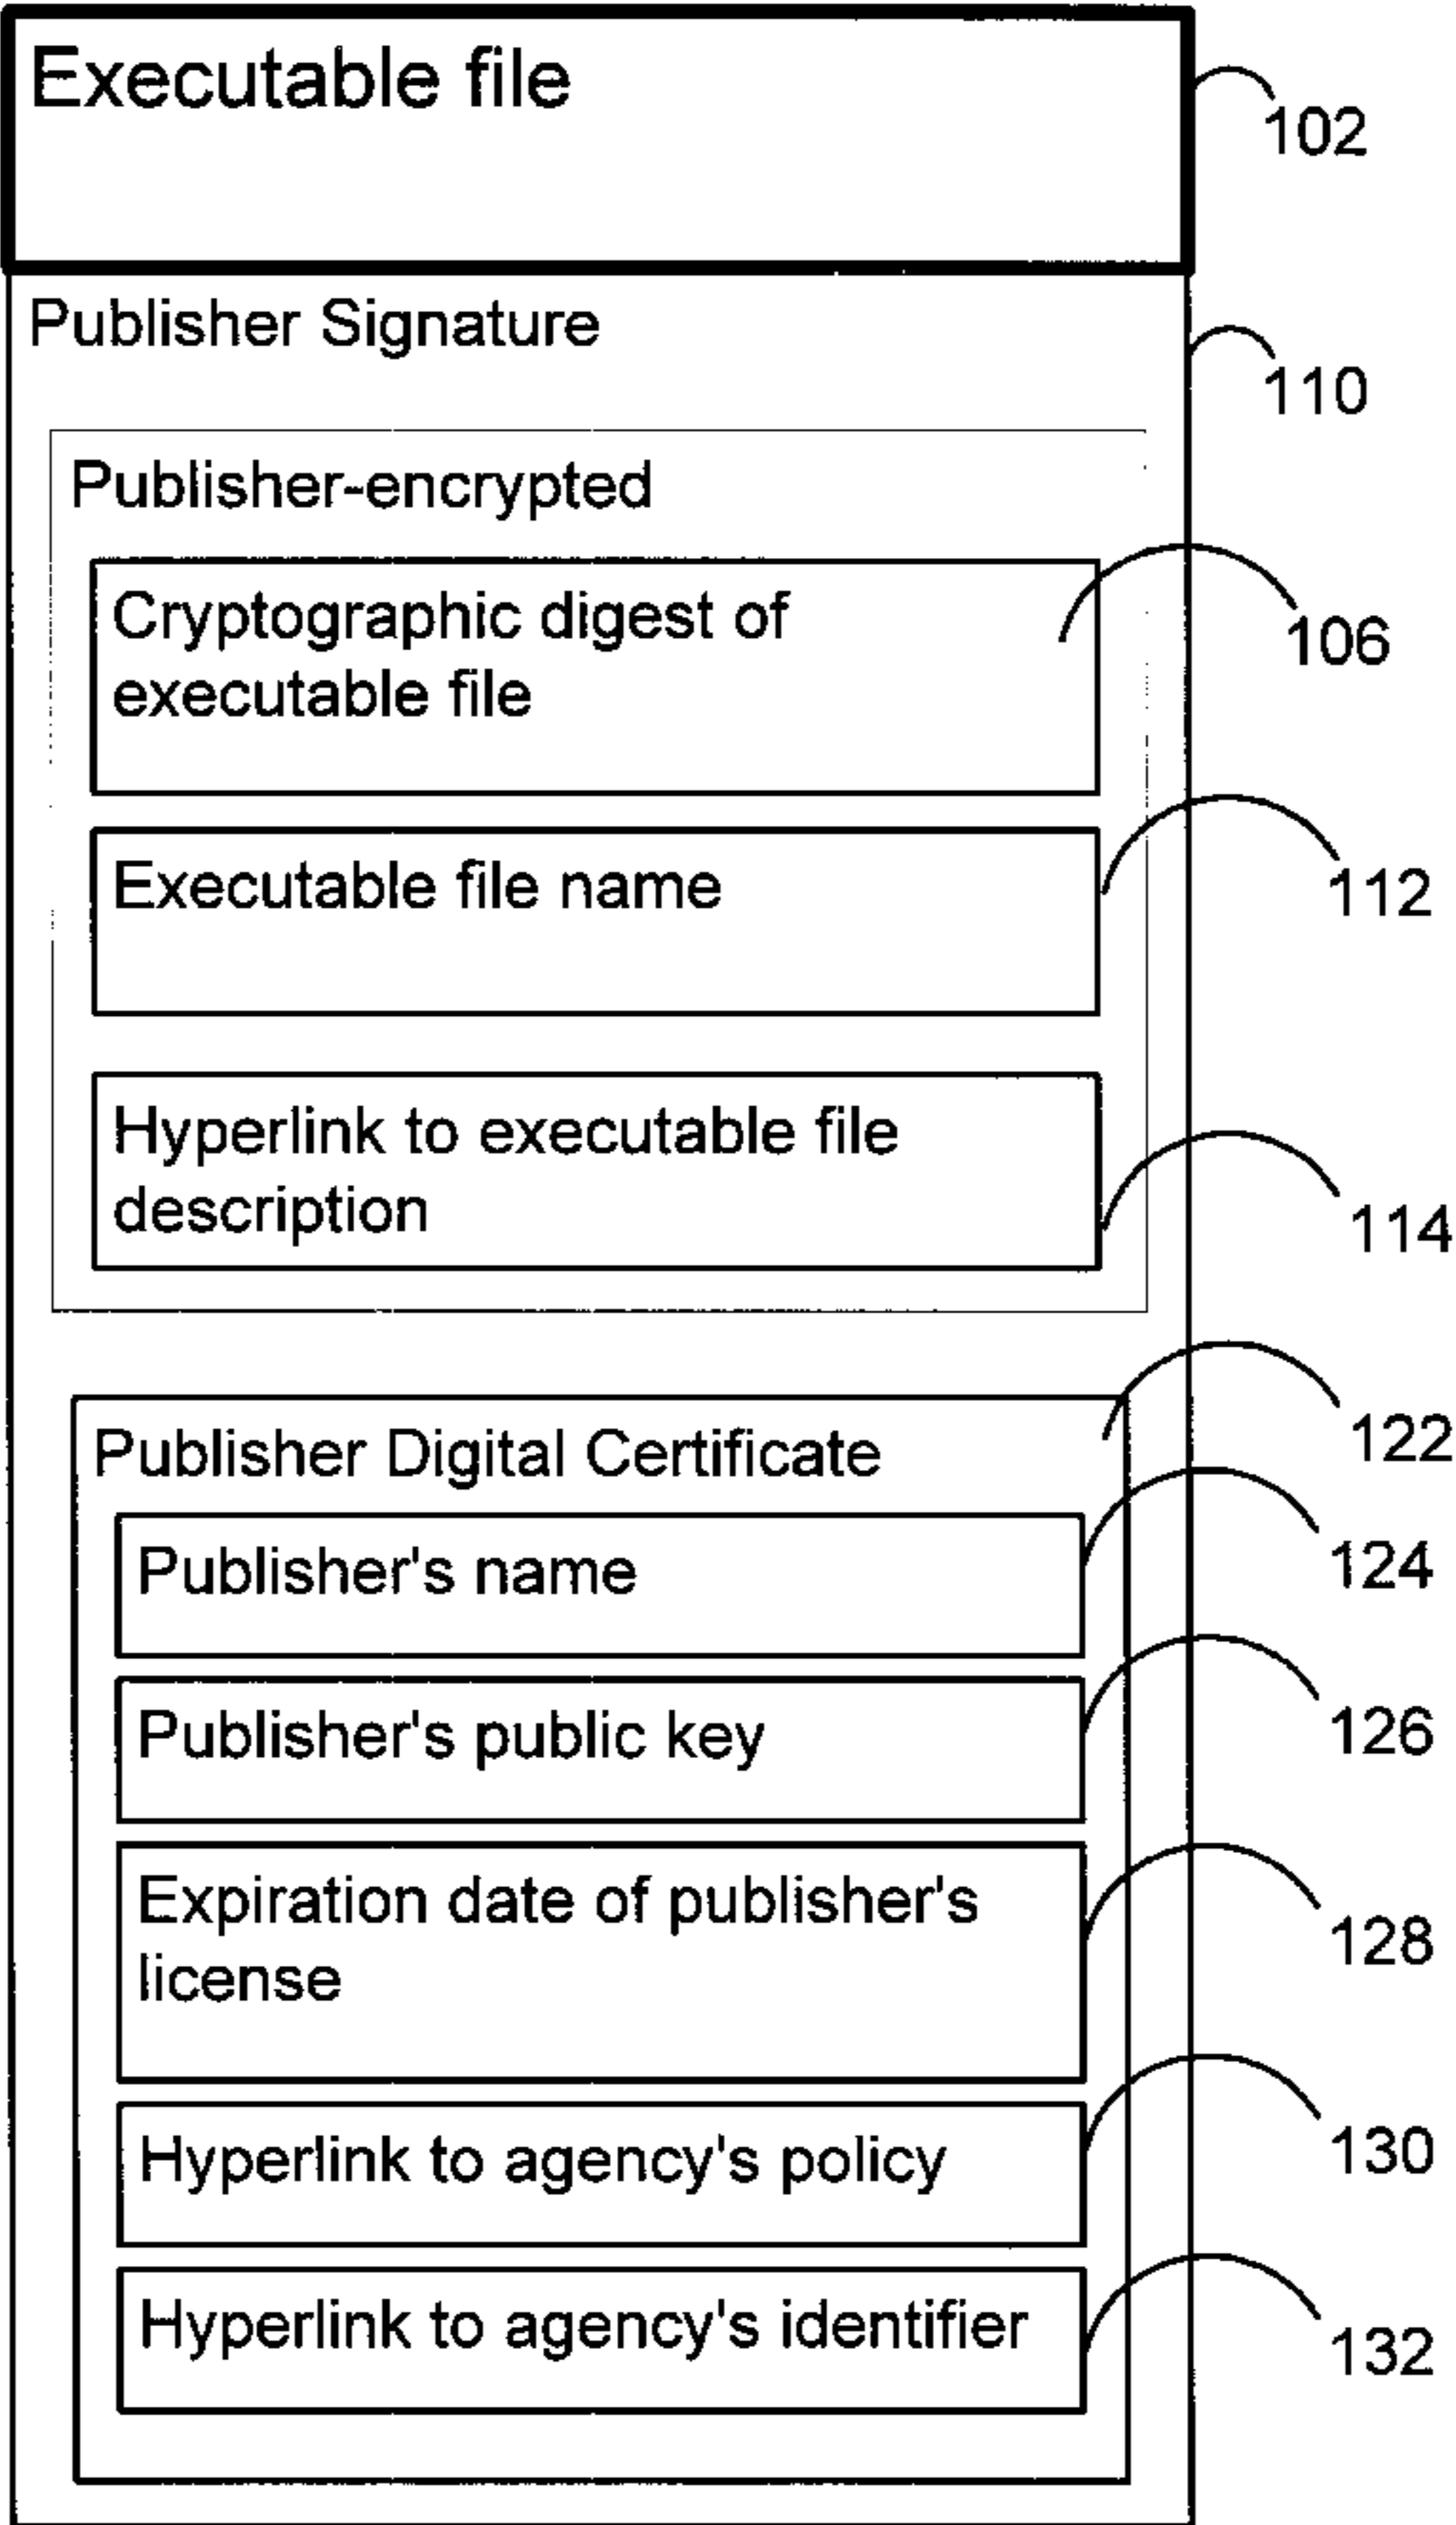 Executable file
102
Publisher Signature
110
Publisher-encrypted
Cryptographic digest of
executable file
106
Executable file name
112
Hyperlink to executable file
description
114
122
Publisher Digital Certificate
Publisher's name
124
Publisher's public key
126
Expiration date of publisher's
license
128
Hyperlink to agency's policy
130
Hyperlink to agency's identifier
132